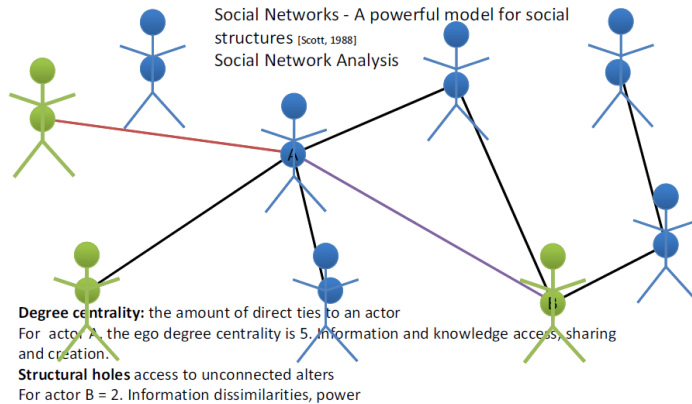 Social Networks - A powerful model for social
structures [Scott, 1988]
Social Network Analysis
A
B
Degree centrality: the amount of direct ties to an actor
For actor A, the ego degree centrality is 5. Information and knowledge access, sharing
and creation.
Structural holes access to unconnected alters
For actor B = 2. Information dissimilarities, power